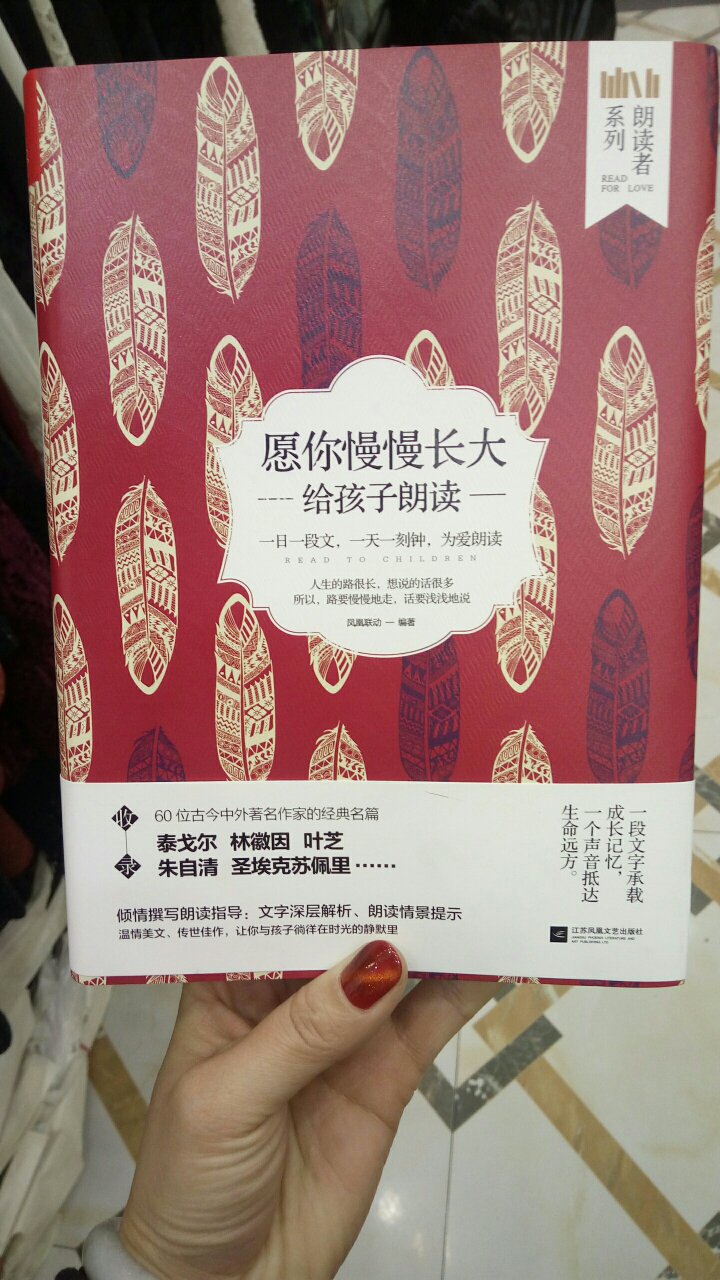 朗读者
系列
READ
FOR LOVE
愿你慢慢长大
给孩子朗读
一日一段文，一天一刻钟，为爱朗读
READ TO CHILDREN
人生的路很长，想说的话很多
所以，路要慢慢地走，话要浅浅地说
凤凰联动 — 编著
收录
60位古今中外著名作家的经典名篇
泰戈尔 林徽因 叶芝
朱自清 圣埃克苏佩里……
倾情撰写朗读指导：文字深层解析、朗读情景提示
温情美文、传世佳作，让你与孩子徜徉在时光的静默里
一段文字承载
成长记忆，
一个声音抵达
生命远方。
江苏凤凰文艺出版社
JIANGSU PHOENIX LITERATURE AND
ART PUBLISHING LTD